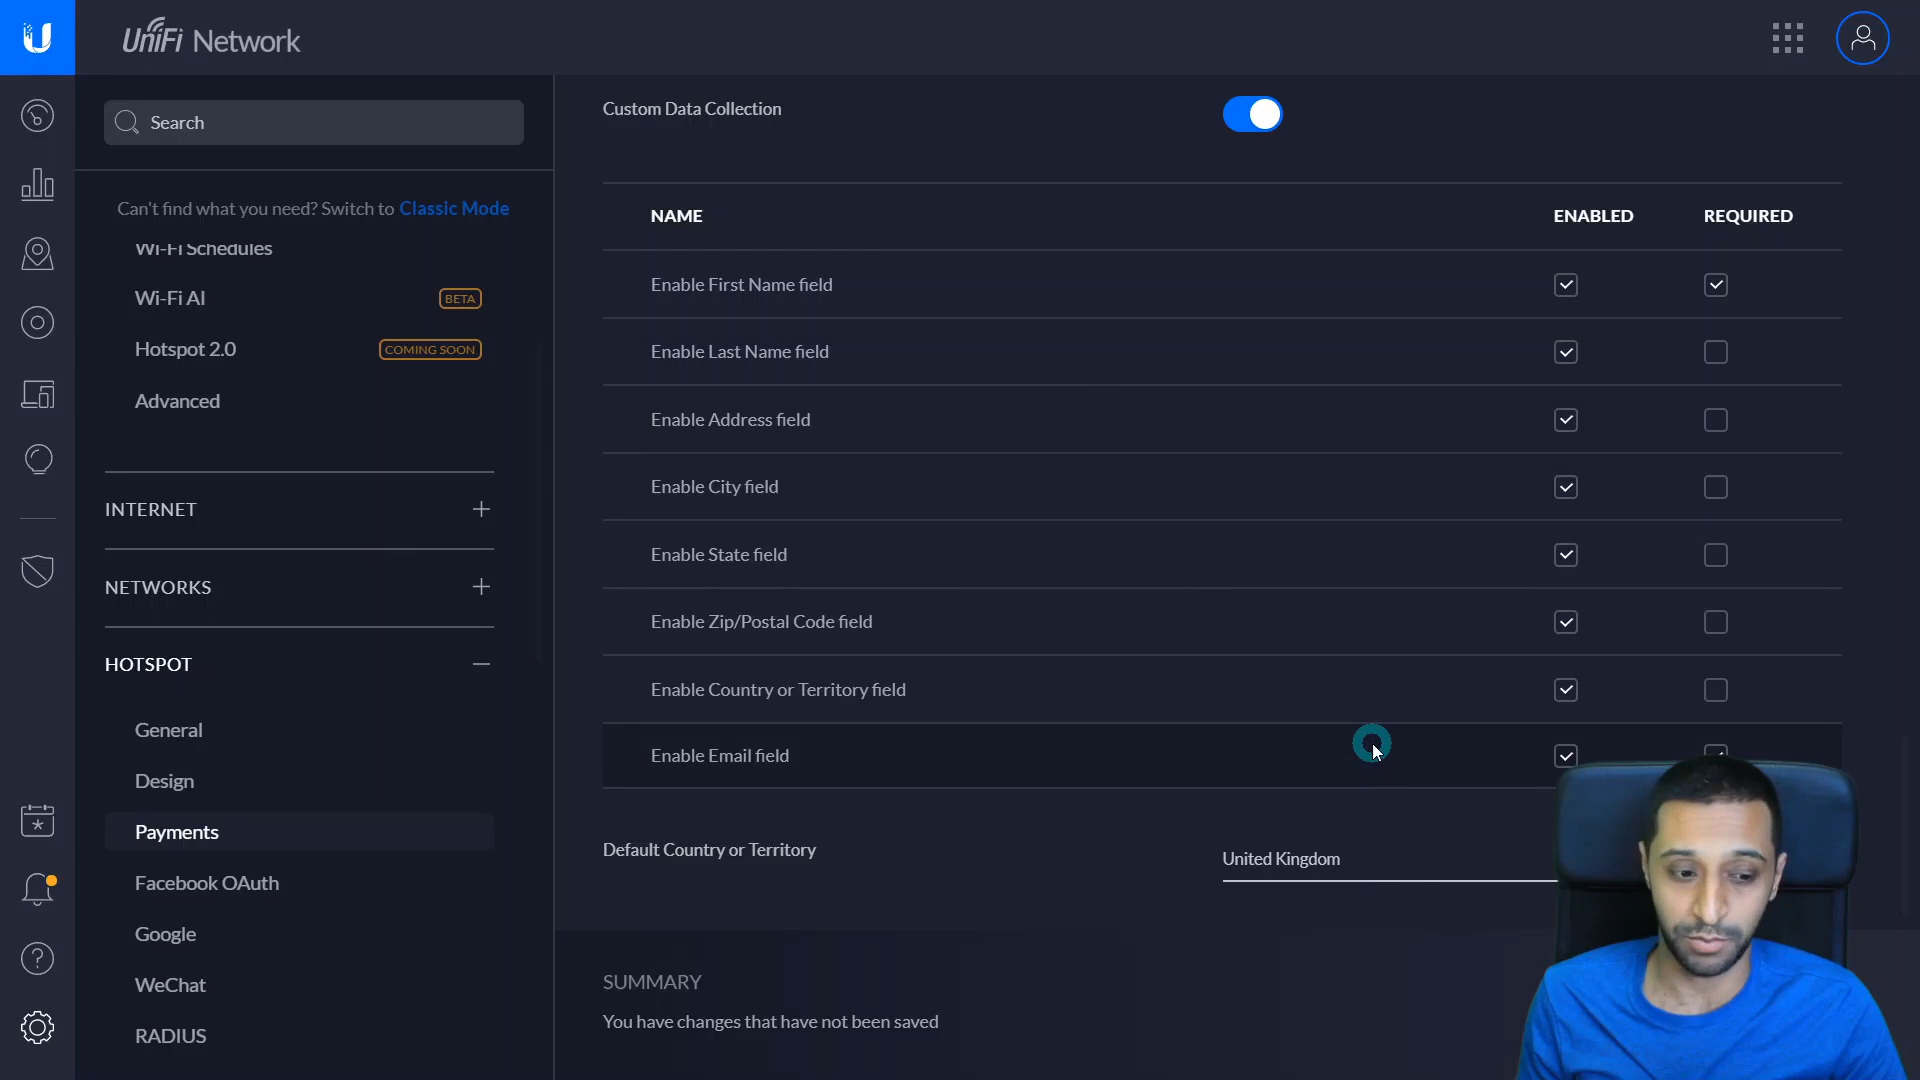 UniFi Network
Search
Can't find what you need? Switch to Classic Mode
Wi-Fi Schedules
Wi-Fi AI BETA
Hotspot 2.0 COMING SOON
Advanced
INTERNET
NETWORKS
HOTSPOT
General
Design
Payments
Facebook OAuth
Google
WeChat
RADIUS
Custom Data Collection
NAME ENABLED REQUIRED
Enable First Name field
Enable Last Name field
Enable Address field
Enable City field
Enable State field
Enable Zip/Postal Code field
Enable Country or Territory field
Enable Email field
Default Country or Territory
United Kingdom
SUMMARY
You have changes that have not been saved